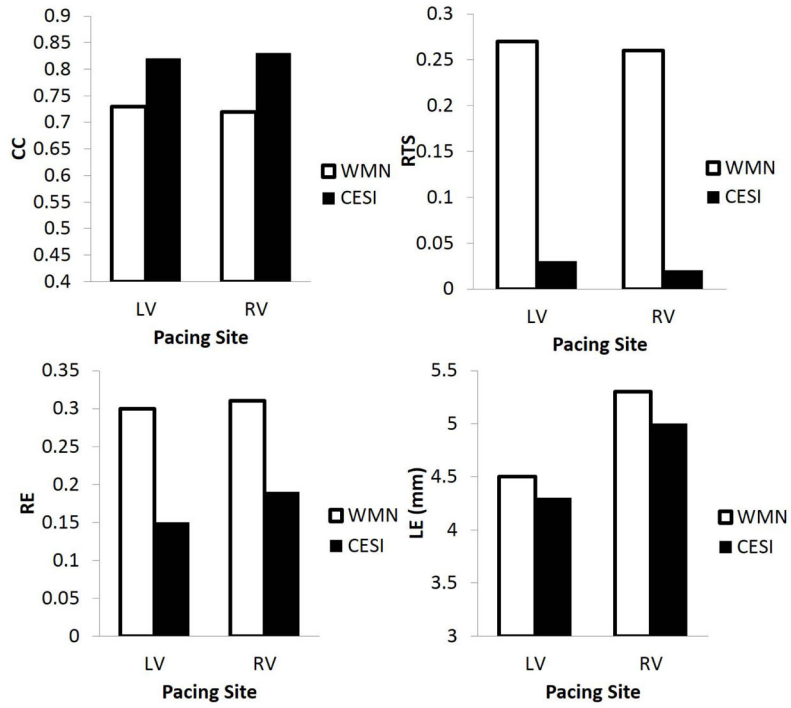 0.9
0.85
0.8
0.75
0.7
0.65
0.6
0.55
0.5
0.45
0.4
CC
LV RV
Pacing Site
WMN
CESI
0.3
0.25
0.2
0.15
0.1
0.05
0
RTS
LV RV
Pacing Site
WMN
CESI
0.35
0.3
0.25
0.2
0.15
0.1
0.05
0
RE
LV RV
Pacing Site
WMN
CESI
5.5
5
4.5
4
3.5
3
LE (mm)
LV RV
Pacing Site
WMN
CESI